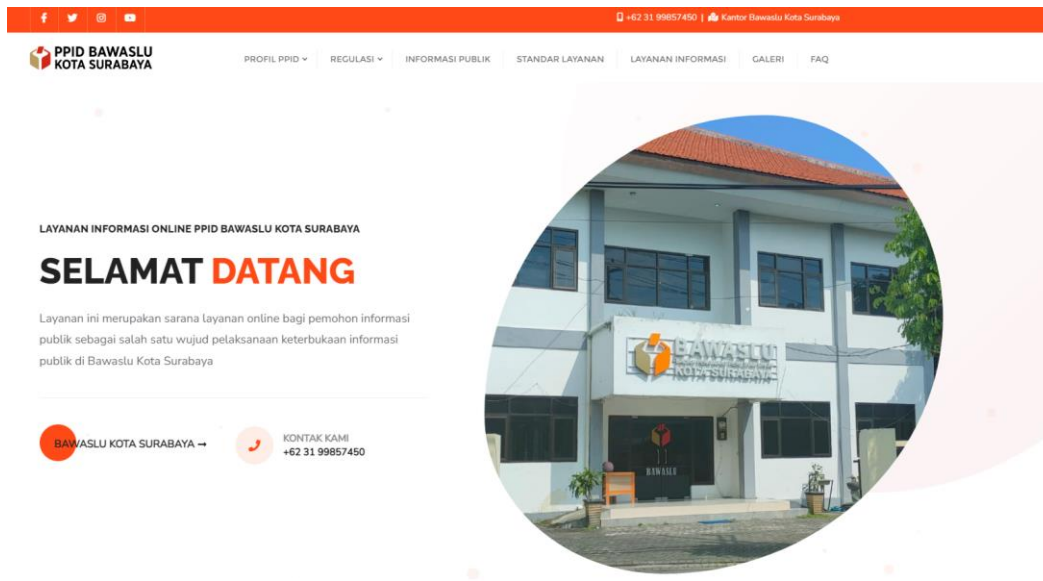 +62 31 99857450 | Kantor Bawaslu Kota Surabaya
PPID BAWASLU
KOTA SURABAYA
PROFIL PPID
REGULASI
INFORMASI PUBLIK
STANDAR LAYANAN
LAYANAN INFORMASI
GALERI
FAQ
LAYANAN INFORMASI ONLINE PPID BAWASLU KOTA SURABAYA
SELAMAT DATANG
Layanan ini merupakan sarana layanan online bagi pemohon informasi
publik sebagai salah satu wujud pelaksanaan keterbukaan informasi
publik di Bawaslu Kota Surabaya
BAWASLU KOTA SURABAYA →
KONTAK KAMI
+62 31 99857450
BAWASLU
KOTA SURABAYA
BAWASLU